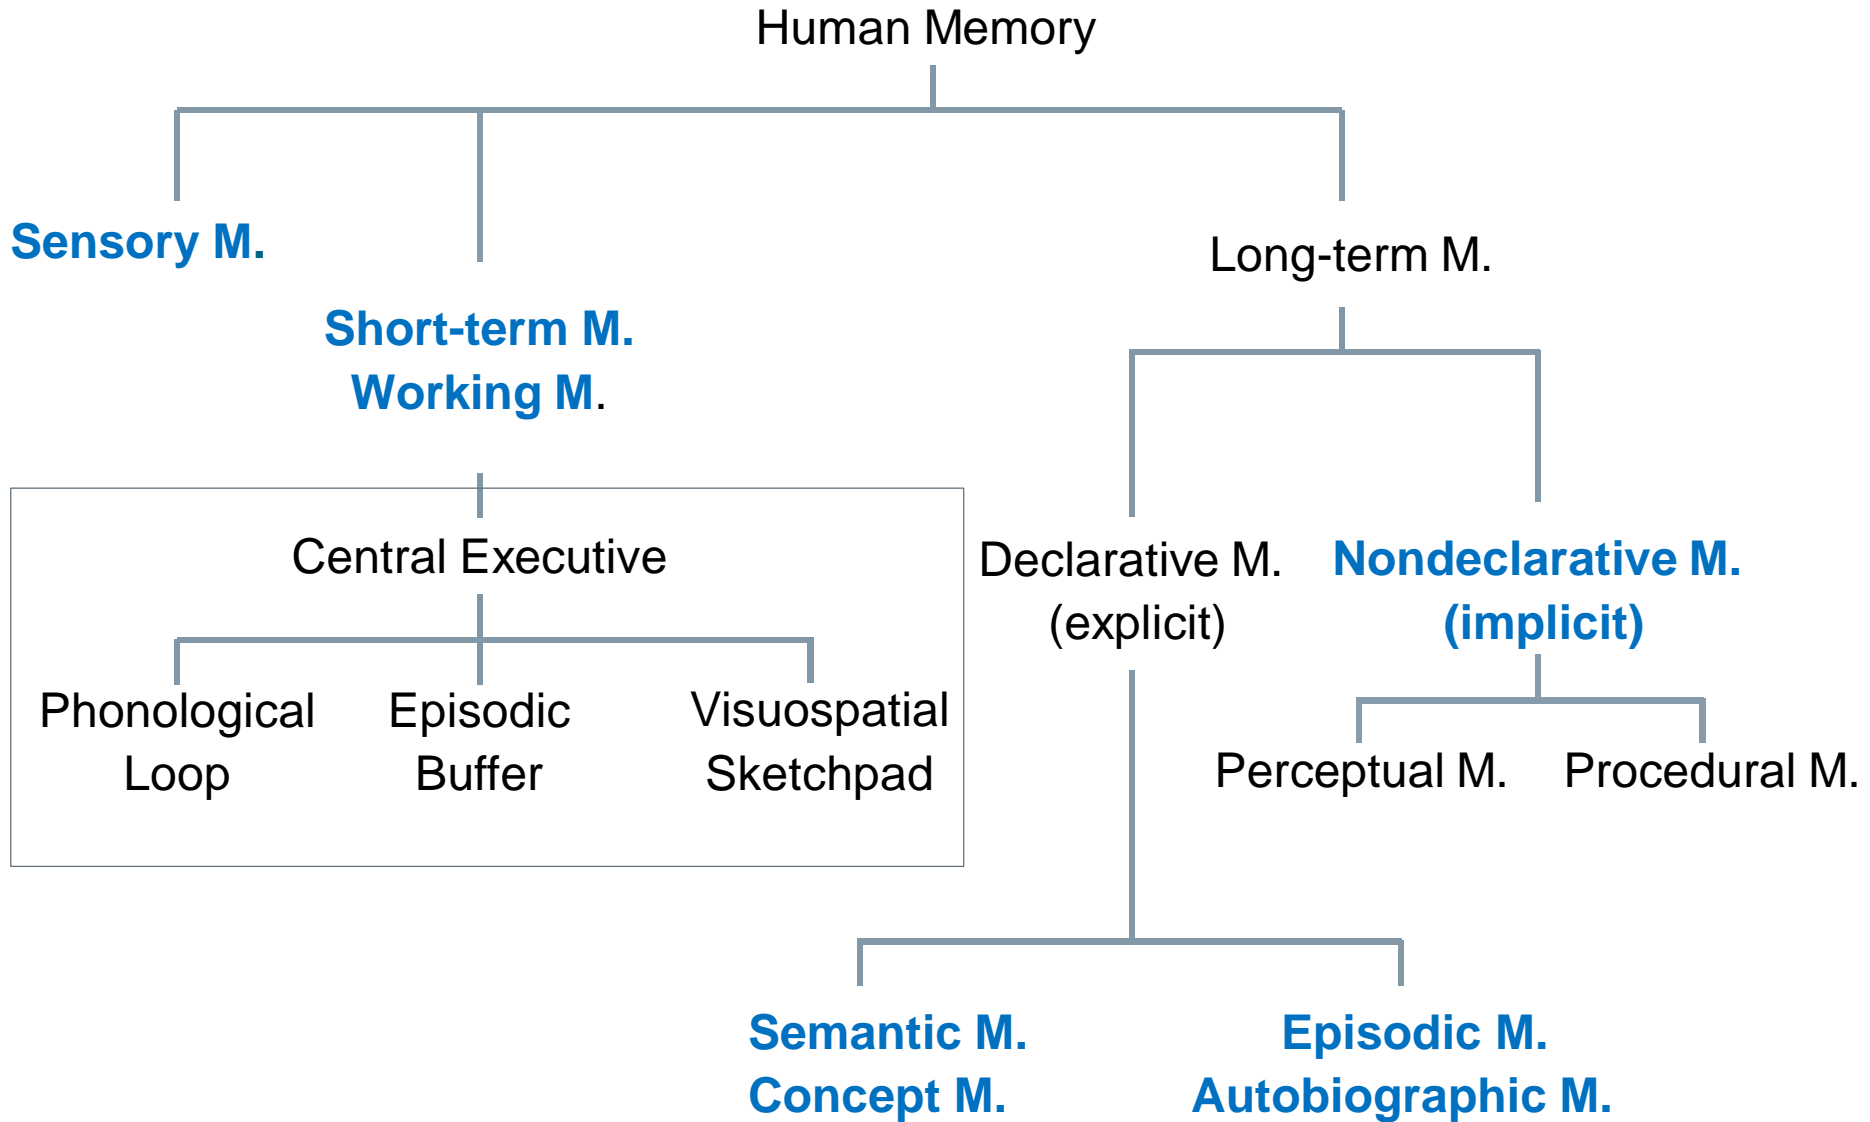 Human Memory
Sensory M.
Long-term M.
Short-term M.
Working M.
Central Executive
Phonological
Loop
Episodic
Buffer
Visuospatial
Sketchpad
Declarative M.
(explicit)
Nondeclarative M.
(implicit)
Perceptual M.
Procedural M.
Semantic M.
Concept M.
Episodic M.
Autobiographic M.